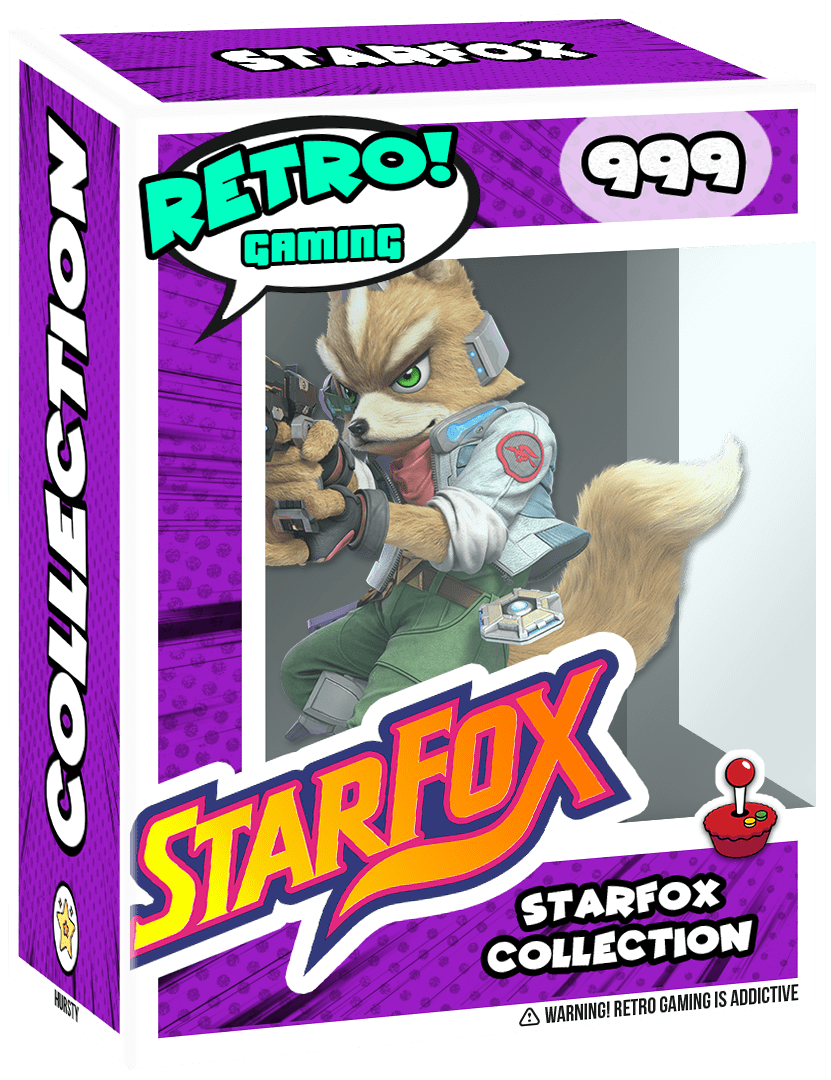 STARFOX
COLLECTION
RETRO!
GAMING
999
STARFOX
STARFOX
COLLECTION
HURSTY
⚠ WARNING! RETRO GAMING IS ADDICTIVE